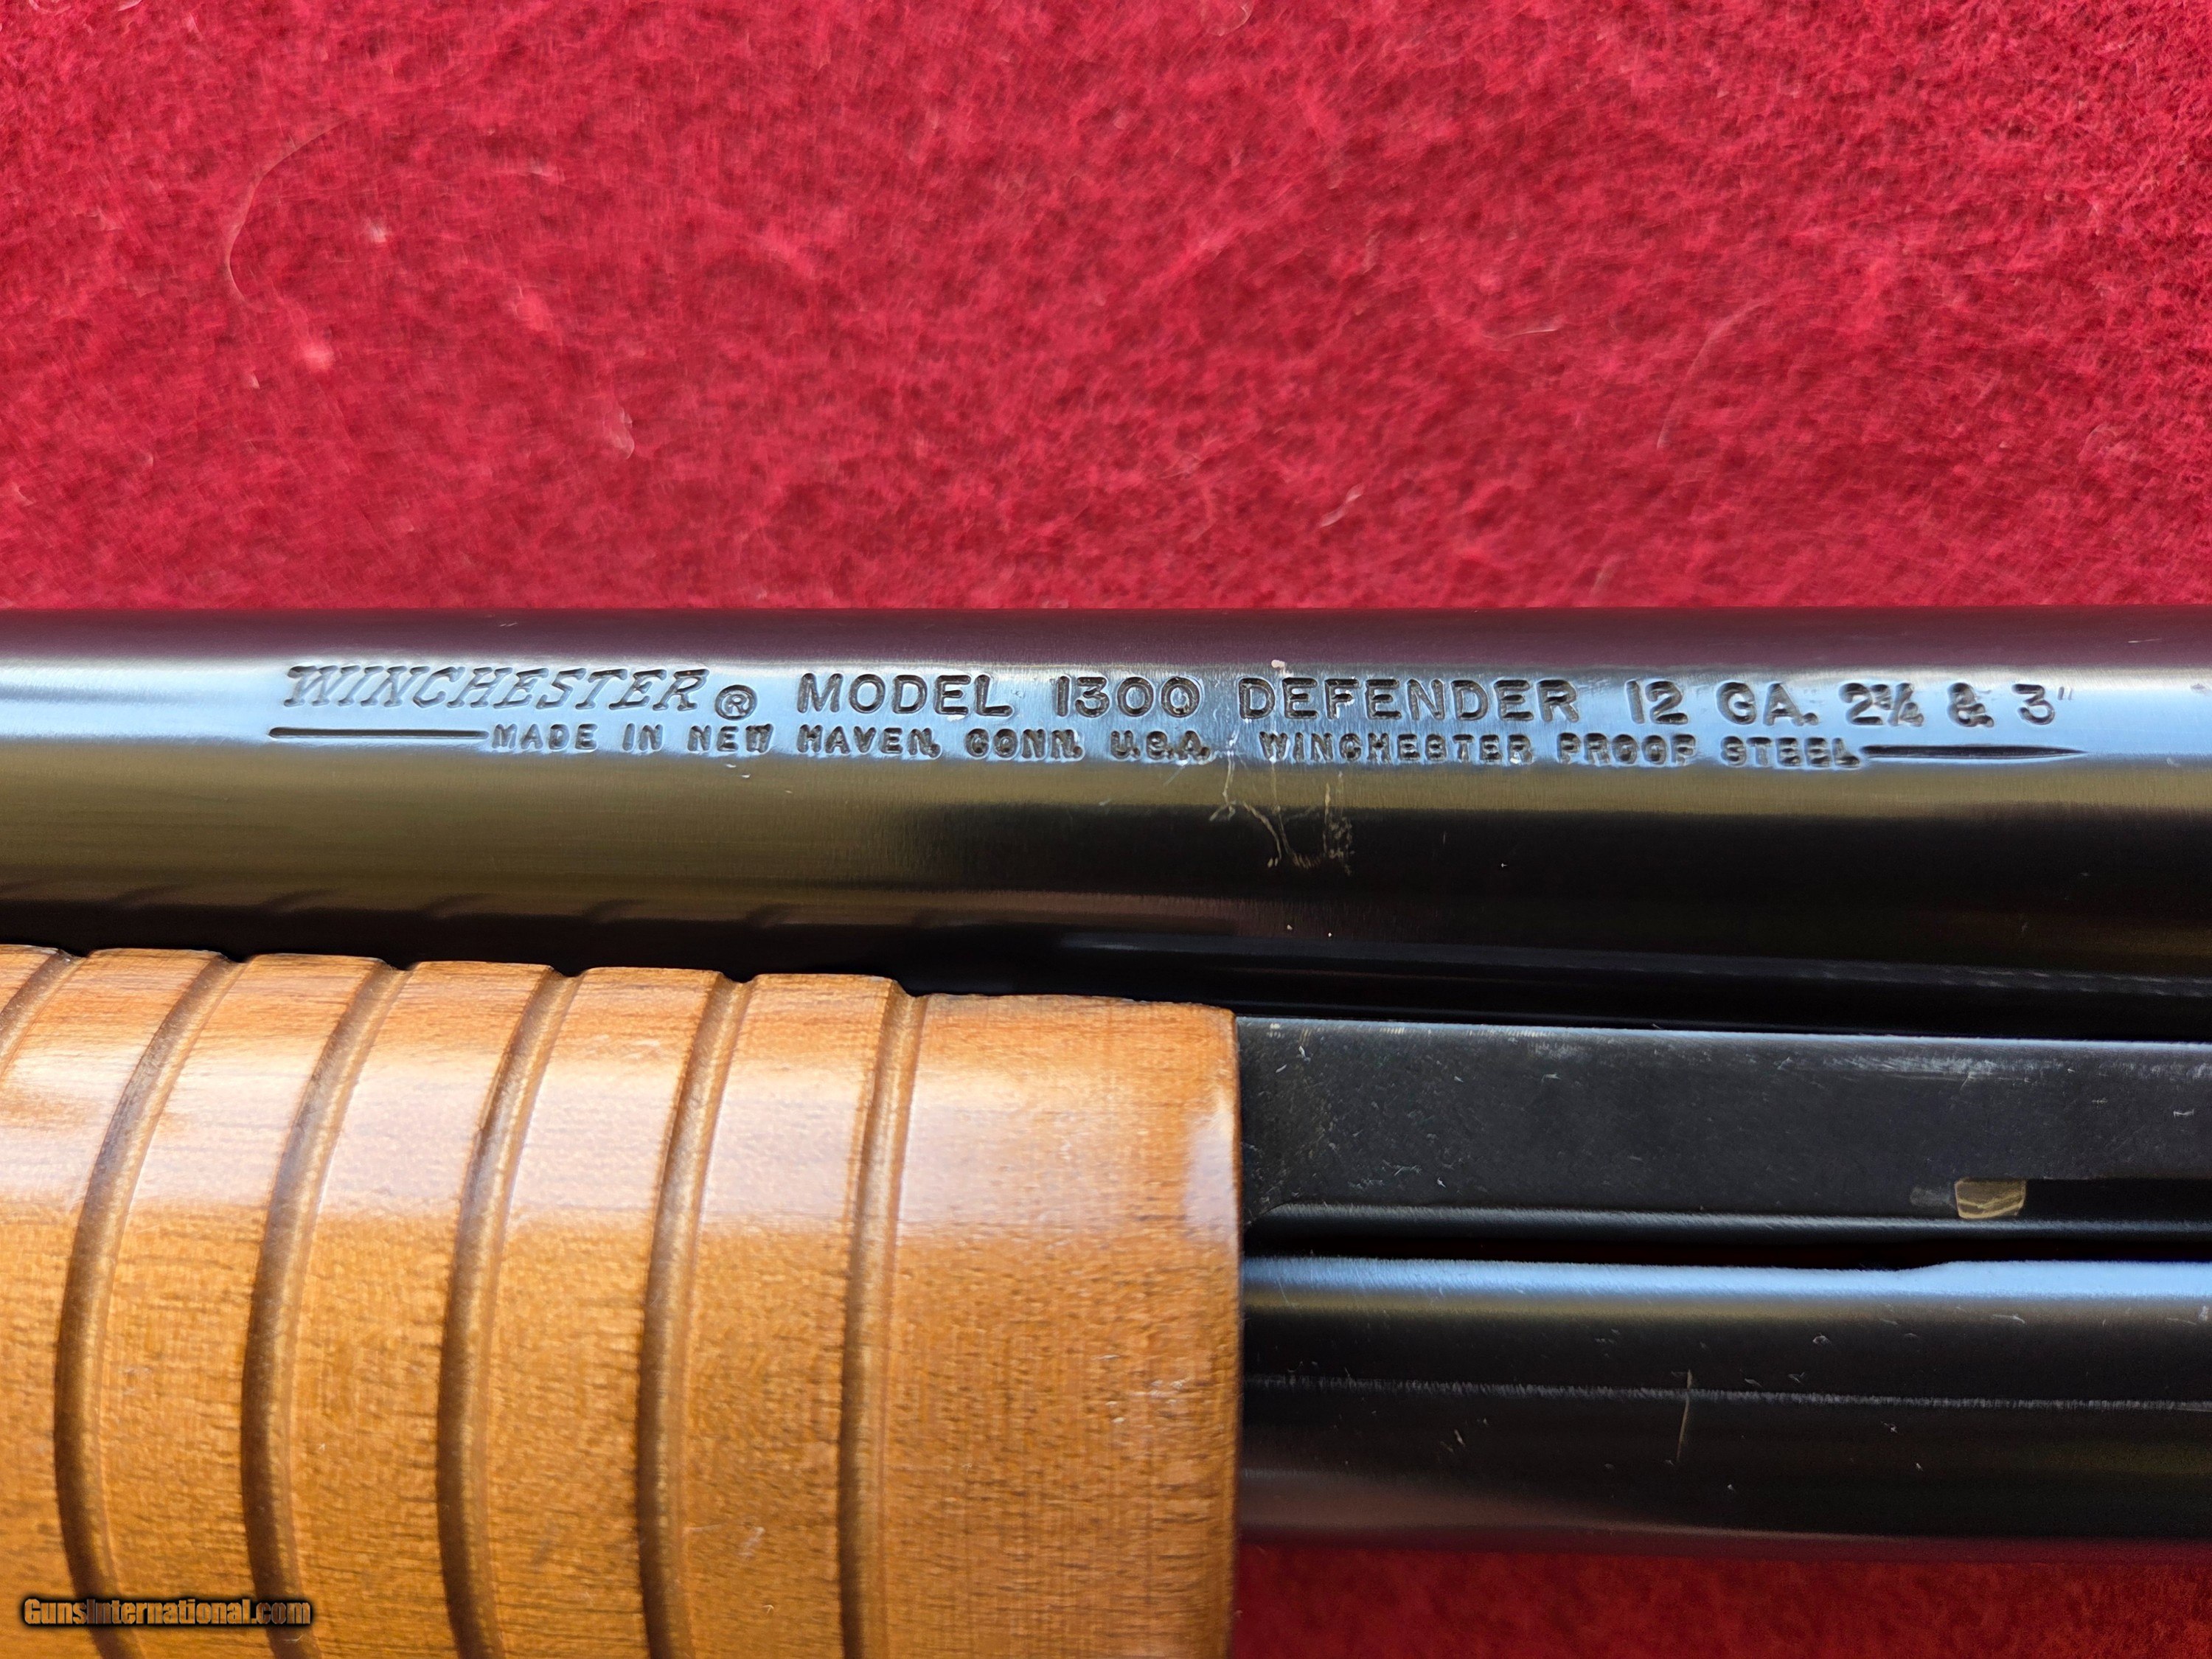 WINCHESTER® MODEL 1300 DEFENDER 12 GA. 2¾ & 3"
MADE IN NEW HAVEN, CONN. U.S.A. WINCHESTER PROOF STEEL
GunsInternational.com